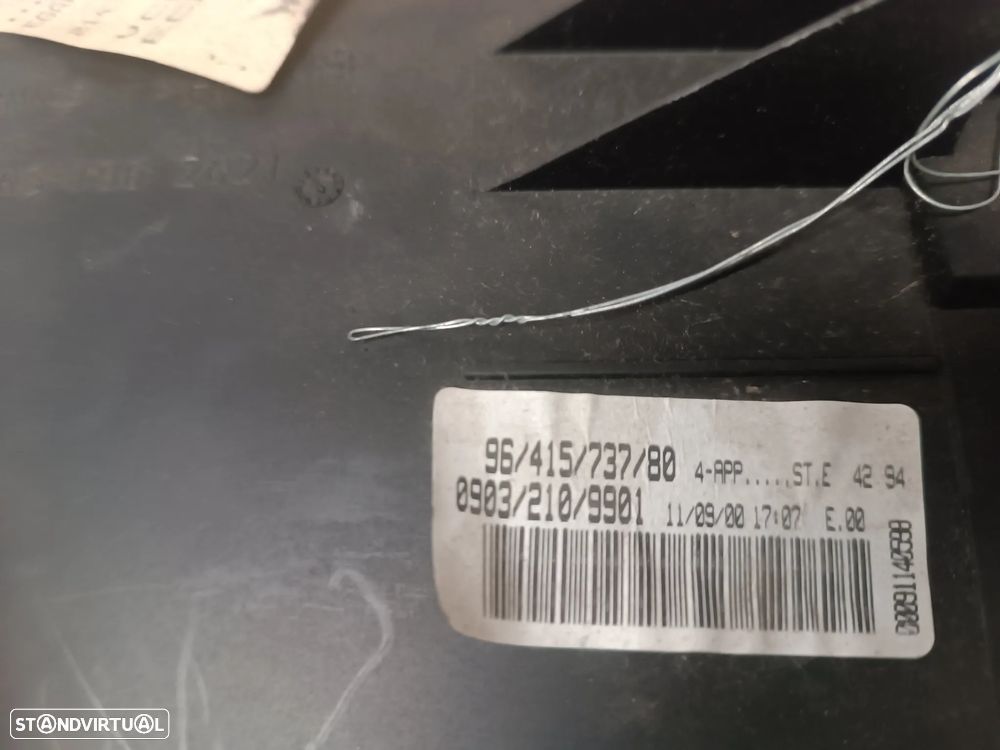 96/415/737/80 4-APP.....ST.E 42 94
0903/210/9901 11/09/00 17:07 E.00
00091140598
STANDVIRTUAL